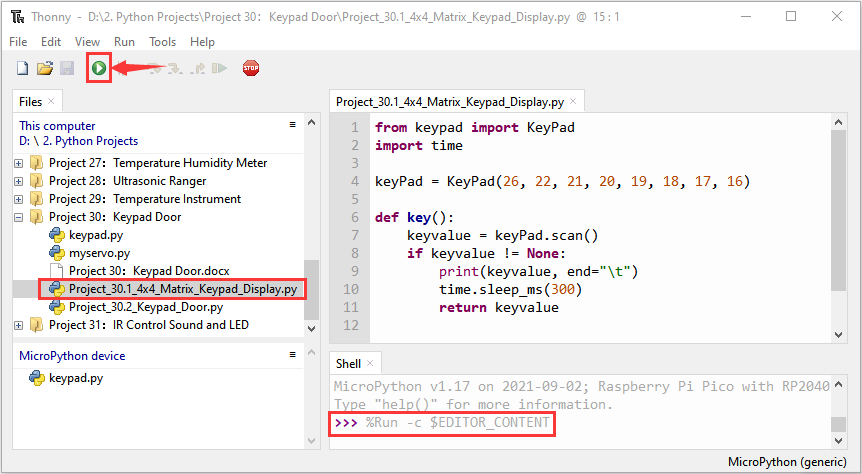 Thonny - D:\2. Python Projects\Project 30：Keypad Door\Project_30.1_4x4_Matrix_Keypad_Display.py @ 15 : 1
File Edit View Run Tools Help
STOP
Files
This computer
D: \ 2. Python Projects
Project 27：Temperature Humidity Meter
Project 28：Ultrasonic Ranger
Project 29：Temperature Instrument
Project 30：Keypad Door
keypad.py
myservo.py
Project 30：Keypad Door.docx
Project_30.1_4x4_Matrix_Keypad_Display.py
Project_30.2_Keypad_Door.py
Project 31：IR Control Sound and LED
MicroPython device
keypad.py
Project_30.1_4x4_Matrix_Keypad_Display.py
1 from keypad import KeyPad
2 import time
3
4 keyPad = KeyPad(26, 22, 21, 20, 19, 18, 17, 16)
5
6 def key():
7 keyvalue = keyPad.scan()
8 if keyvalue != None:
9 print(keyvalue, end="\t")
10 time.sleep_ms(300)
11 return keyvalue
12
Shell
MicroPython v1.17 on 2021-09-02; Raspberry Pi Pico with RP2040
Type "help()" for more information.
>>> %Run -c $EDITOR_CONTENT
MicroPython (generic)